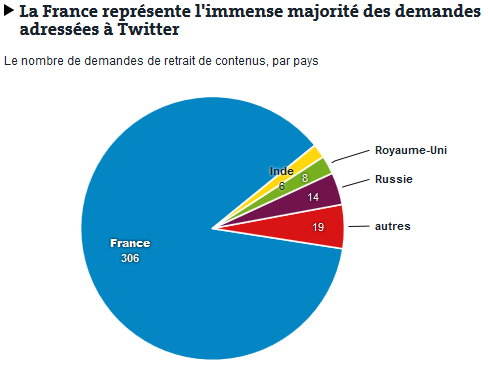 La France représente l'immense majorité des demandes
adressées à Twitter
Le nombre de demandes de retrait de contenus, par pays
Royaume-Uni
Inde
6
8
Russie
14
autres
19
France
306